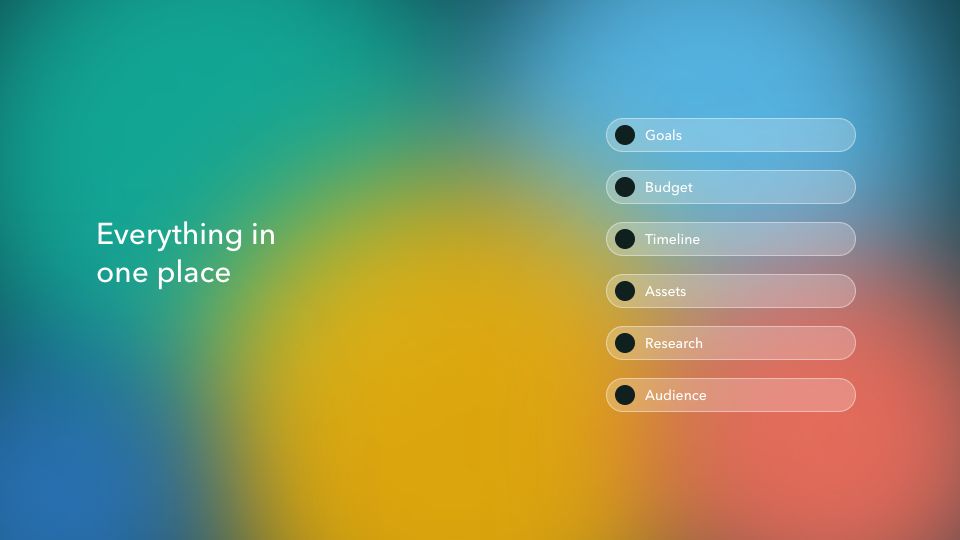 Everything in
one place
Goals
Budget
Timeline
Assets
Research
Audience